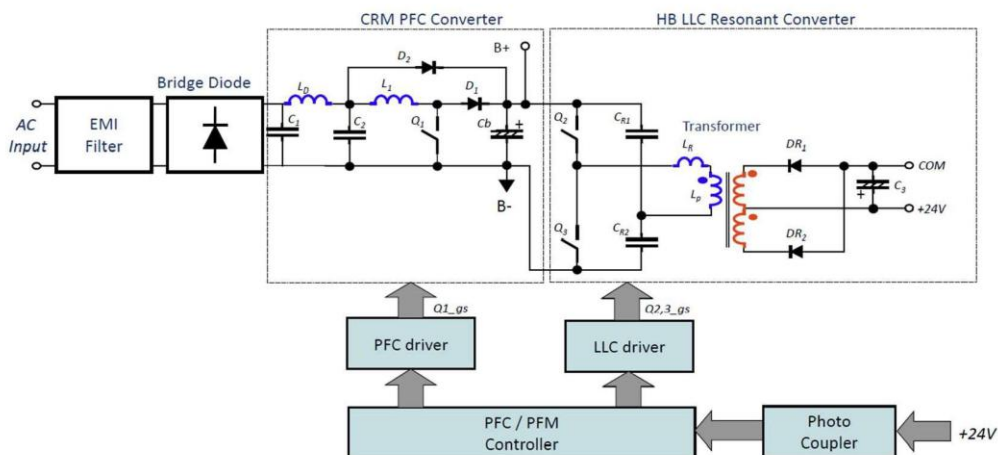 CRM PFC Converter
HB LLC Resonant Converter
B+
D2
Bridge Diode
LD
L1
D1
AC
Input
EMI
Filter
C1
C2
Q1
Cb
+
Q2
CR1
Transformer
LR
DR1
COM
Lp
C3
+
+24V
B-
Q3
CR2
DR2
Q1_gs
Q2,3_gs
PFC driver
LLC driver
PFC / PFM
Controller
Photo
Coupler
+24V